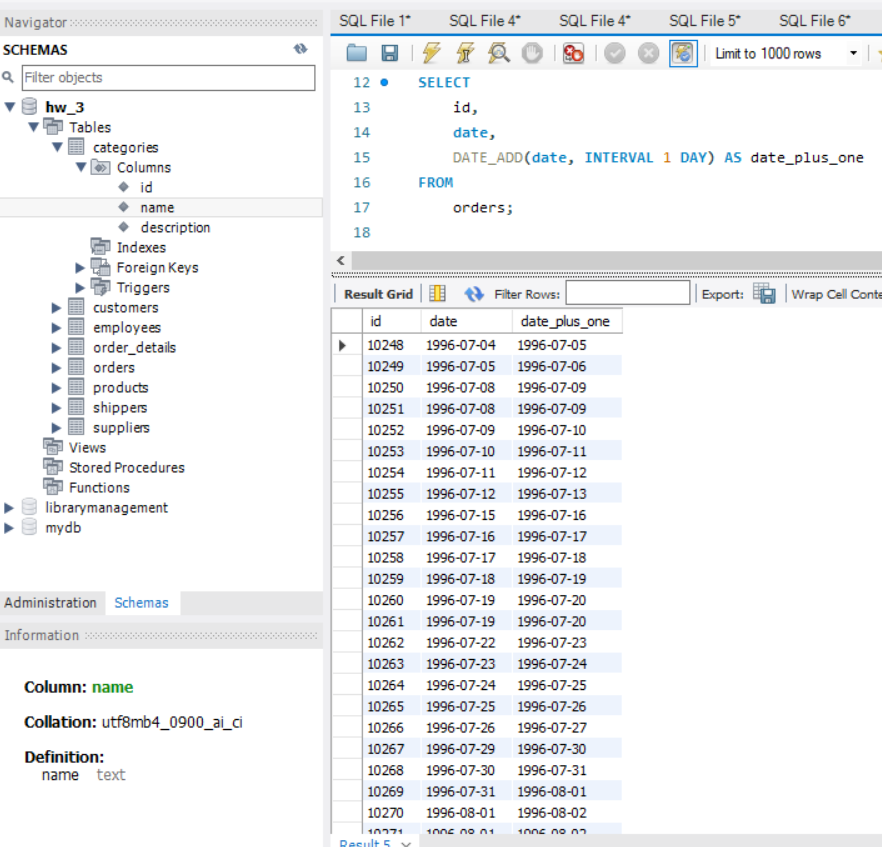 Navigator
SCHEMAS
Filter objects
hw_3
Tables
categories
Columns
id
name
description
Indexes
Foreign Keys
Triggers
customers
employees
order_details
orders
products
shippers
suppliers
Views
Stored Procedures
Functions
librarymanagement
mydb
Administration Schemas
Information
Column: name
Collation: utf8mb4_0900_ai_ci
Definition:
name text
SQL File 1* SQL File 4* SQL File 4* SQL File 5* SQL File 6*
Limit to 1000 rows
12 SELECT
13 id,
14 date,
15 DATE_ADD(date, INTERVAL 1 DAY) AS date_plus_one
16 FROM
17 orders;
18
Result Grid Filter Rows: Export: Wrap Cell Conte
id date date_plus_one
10248 1996-07-04 1996-07-05
10249 1996-07-05 1996-07-06
10250 1996-07-08 1996-07-09
10251 1996-07-08 1996-07-09
10252 1996-07-09 1996-07-10
10253 1996-07-10 1996-07-11
10254 1996-07-11 1996-07-12
10255 1996-07-12 1996-07-13
10256 1996-07-15 1996-07-16
10257 1996-07-16 1996-07-17
10258 1996-07-17 1996-07-18
10259 1996-07-18 1996-07-19
10260 1996-07-19 1996-07-20
10261 1996-07-19 1996-07-20
10262 1996-07-22 1996-07-23
10263 1996-07-23 1996-07-24
10264 1996-07-24 1996-07-25
10265 1996-07-25 1996-07-26
10266 1996-07-26 1996-07-27
10267 1996-07-29 1996-07-30
10268 1996-07-30 1996-07-31
10269 1996-07-31 1996-08-01
10270 1996-08-01 1996-08-02
10271 1996-08-01 1996-08-02
Result 5